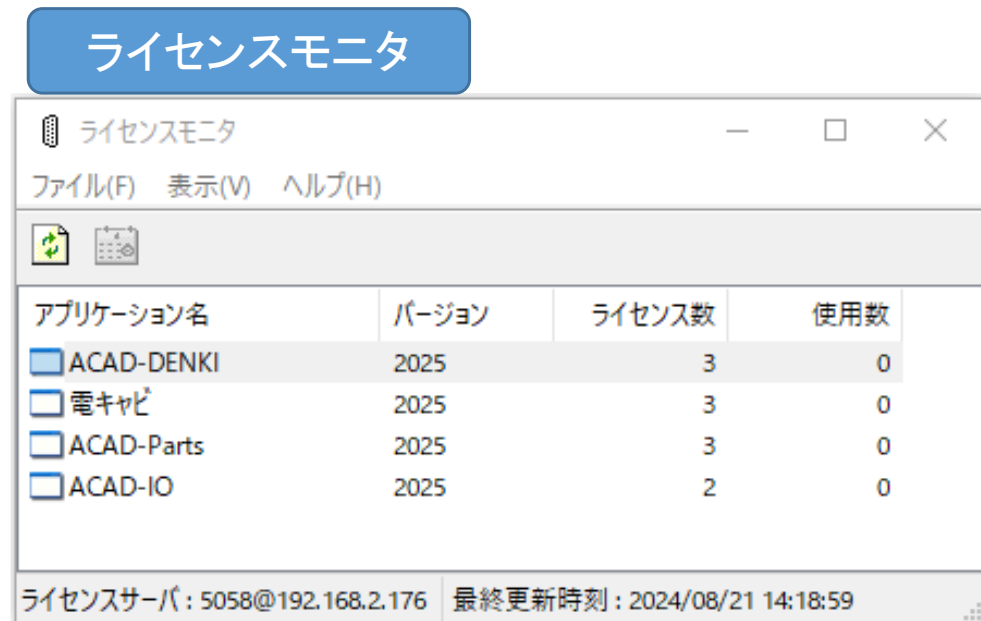 ライセンスモニタ
ライセンスモニタ
ファイル(F) 表示(V) ヘルプ(H)
アプリケーション名 バージョン ライセンス数 使用数
ACAD-DENKI 2025 3 0
電キャビ 2025 3 0
ACAD-Parts 2025 3 0
ACAD-IO 2025 2 0
ライセンスサーバ : 5058@192.168.2.176 最終更新時刻 : 2024/08/21 14:18:59